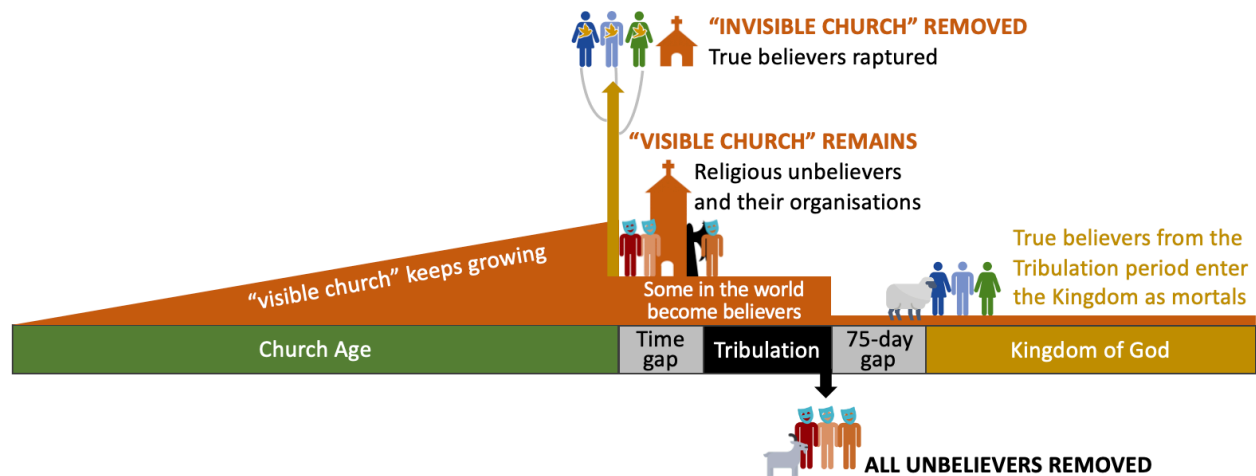 “INVISIBLE CHURCH” REMOVED
True believers raptured
“VISIBLE CHURCH” REMAINS
Religious unbelievers
and their organisations
“visible church” keeps growing
Some in the world
become believers
True believers from the
Tribulation period enter
the Kingdom as mortals
Church Age
Time
gap
Tribulation
75-day
gap
Kingdom of God
ALL UNBELIEVERS REMOVED